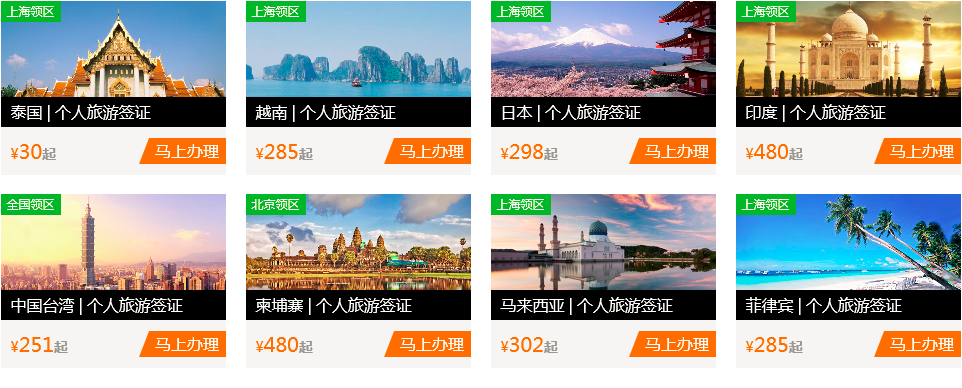 上海领区
上海领区
上海领区
上海领区
泰国 | 个人旅游签证
越南 | 个人旅游签证
日本 | 个人旅游签证
印度 | 个人旅游签证
¥30起
马上办理
¥285起
马上办理
¥298起
马上办理
¥480起
马上办理
全国领区
北京领区
上海领区
上海领区
中国台湾 | 个人旅游签证
柬埔寨 | 个人旅游签证
马来西亚 | 个人旅游签证
菲律宾 | 个人旅游签证
¥251起
马上办理
¥480起
马上办理
¥302起
马上办理
¥285起
马上办理